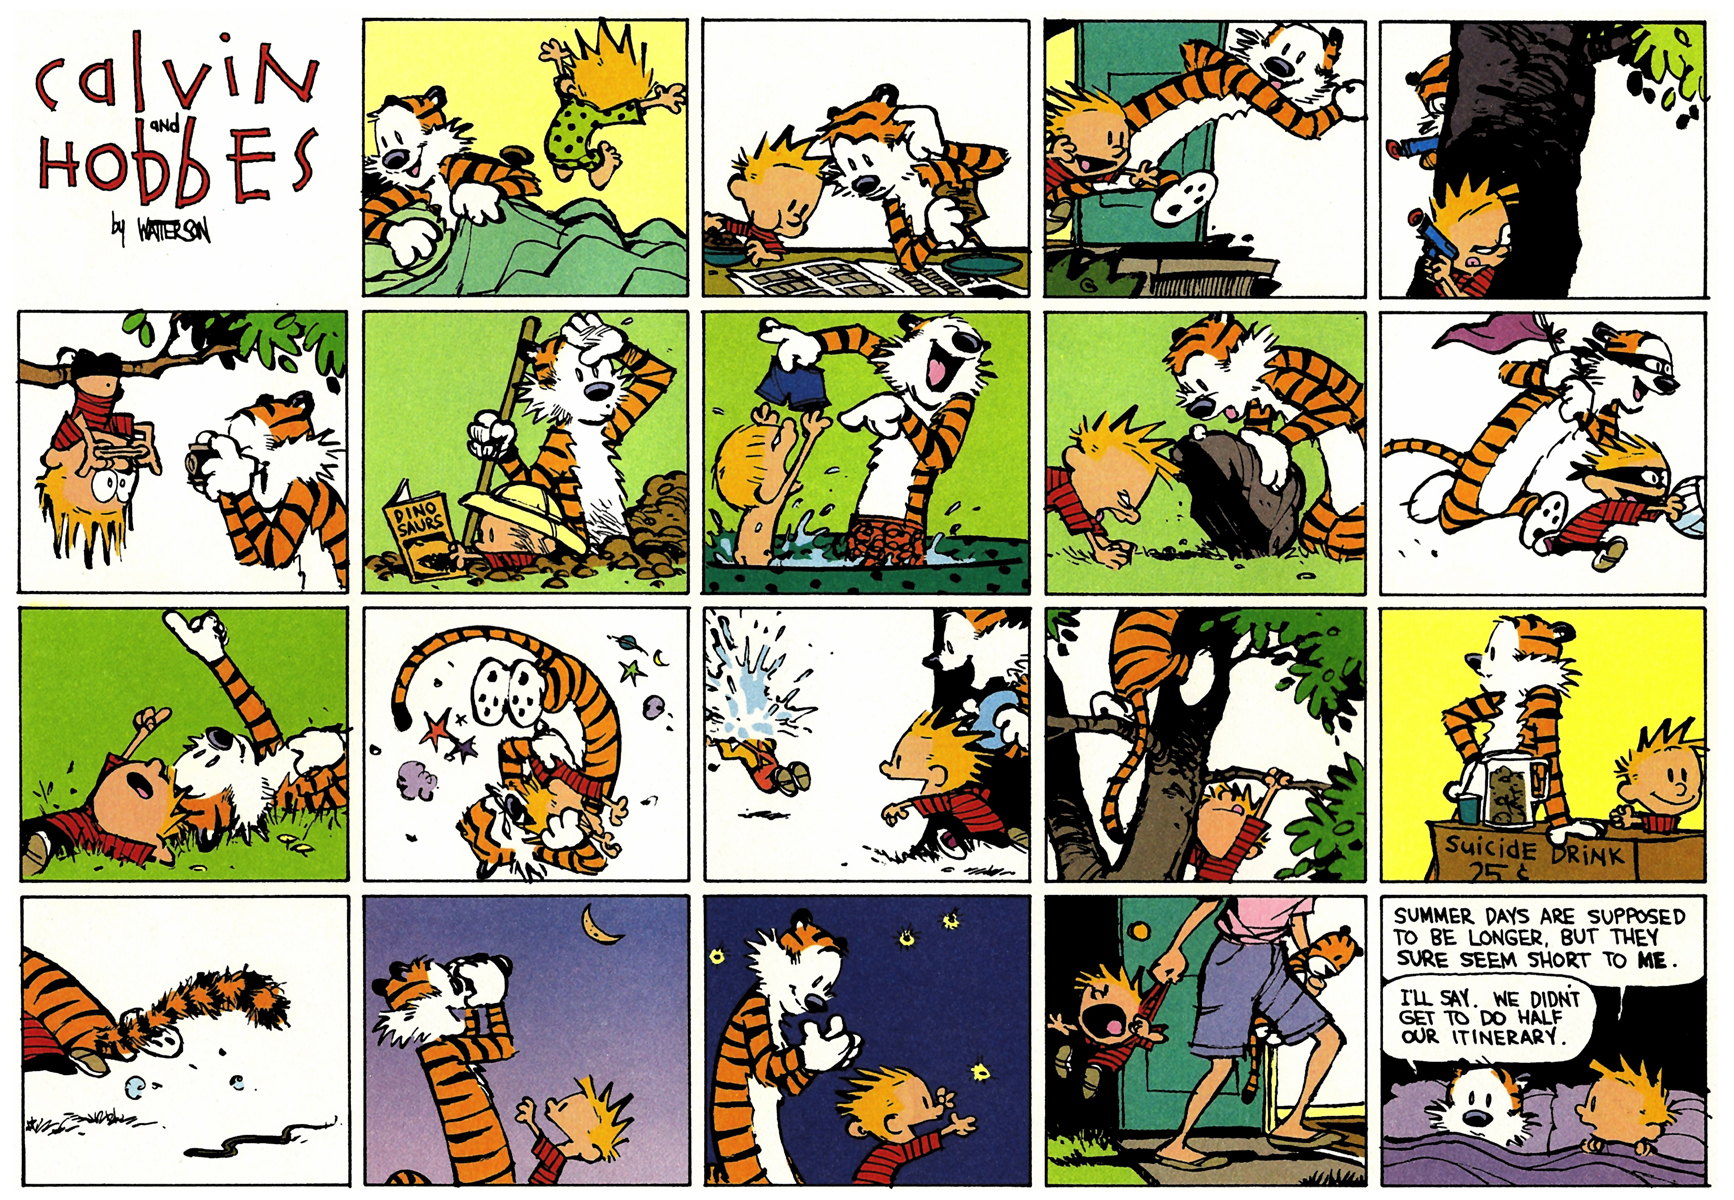 CALVIN
and
HOBBES
by WATTERSON
DINO
SAURS
SUICIDE DRINK
25 ¢
SUMMER DAYS ARE SUPPOSED
TO BE LONGER, BUT THEY
SURE SEEM SHORT TO ME.
I'LL SAY. WE DIDN'T
GET TO DO HALF
OUR ITINERARY.